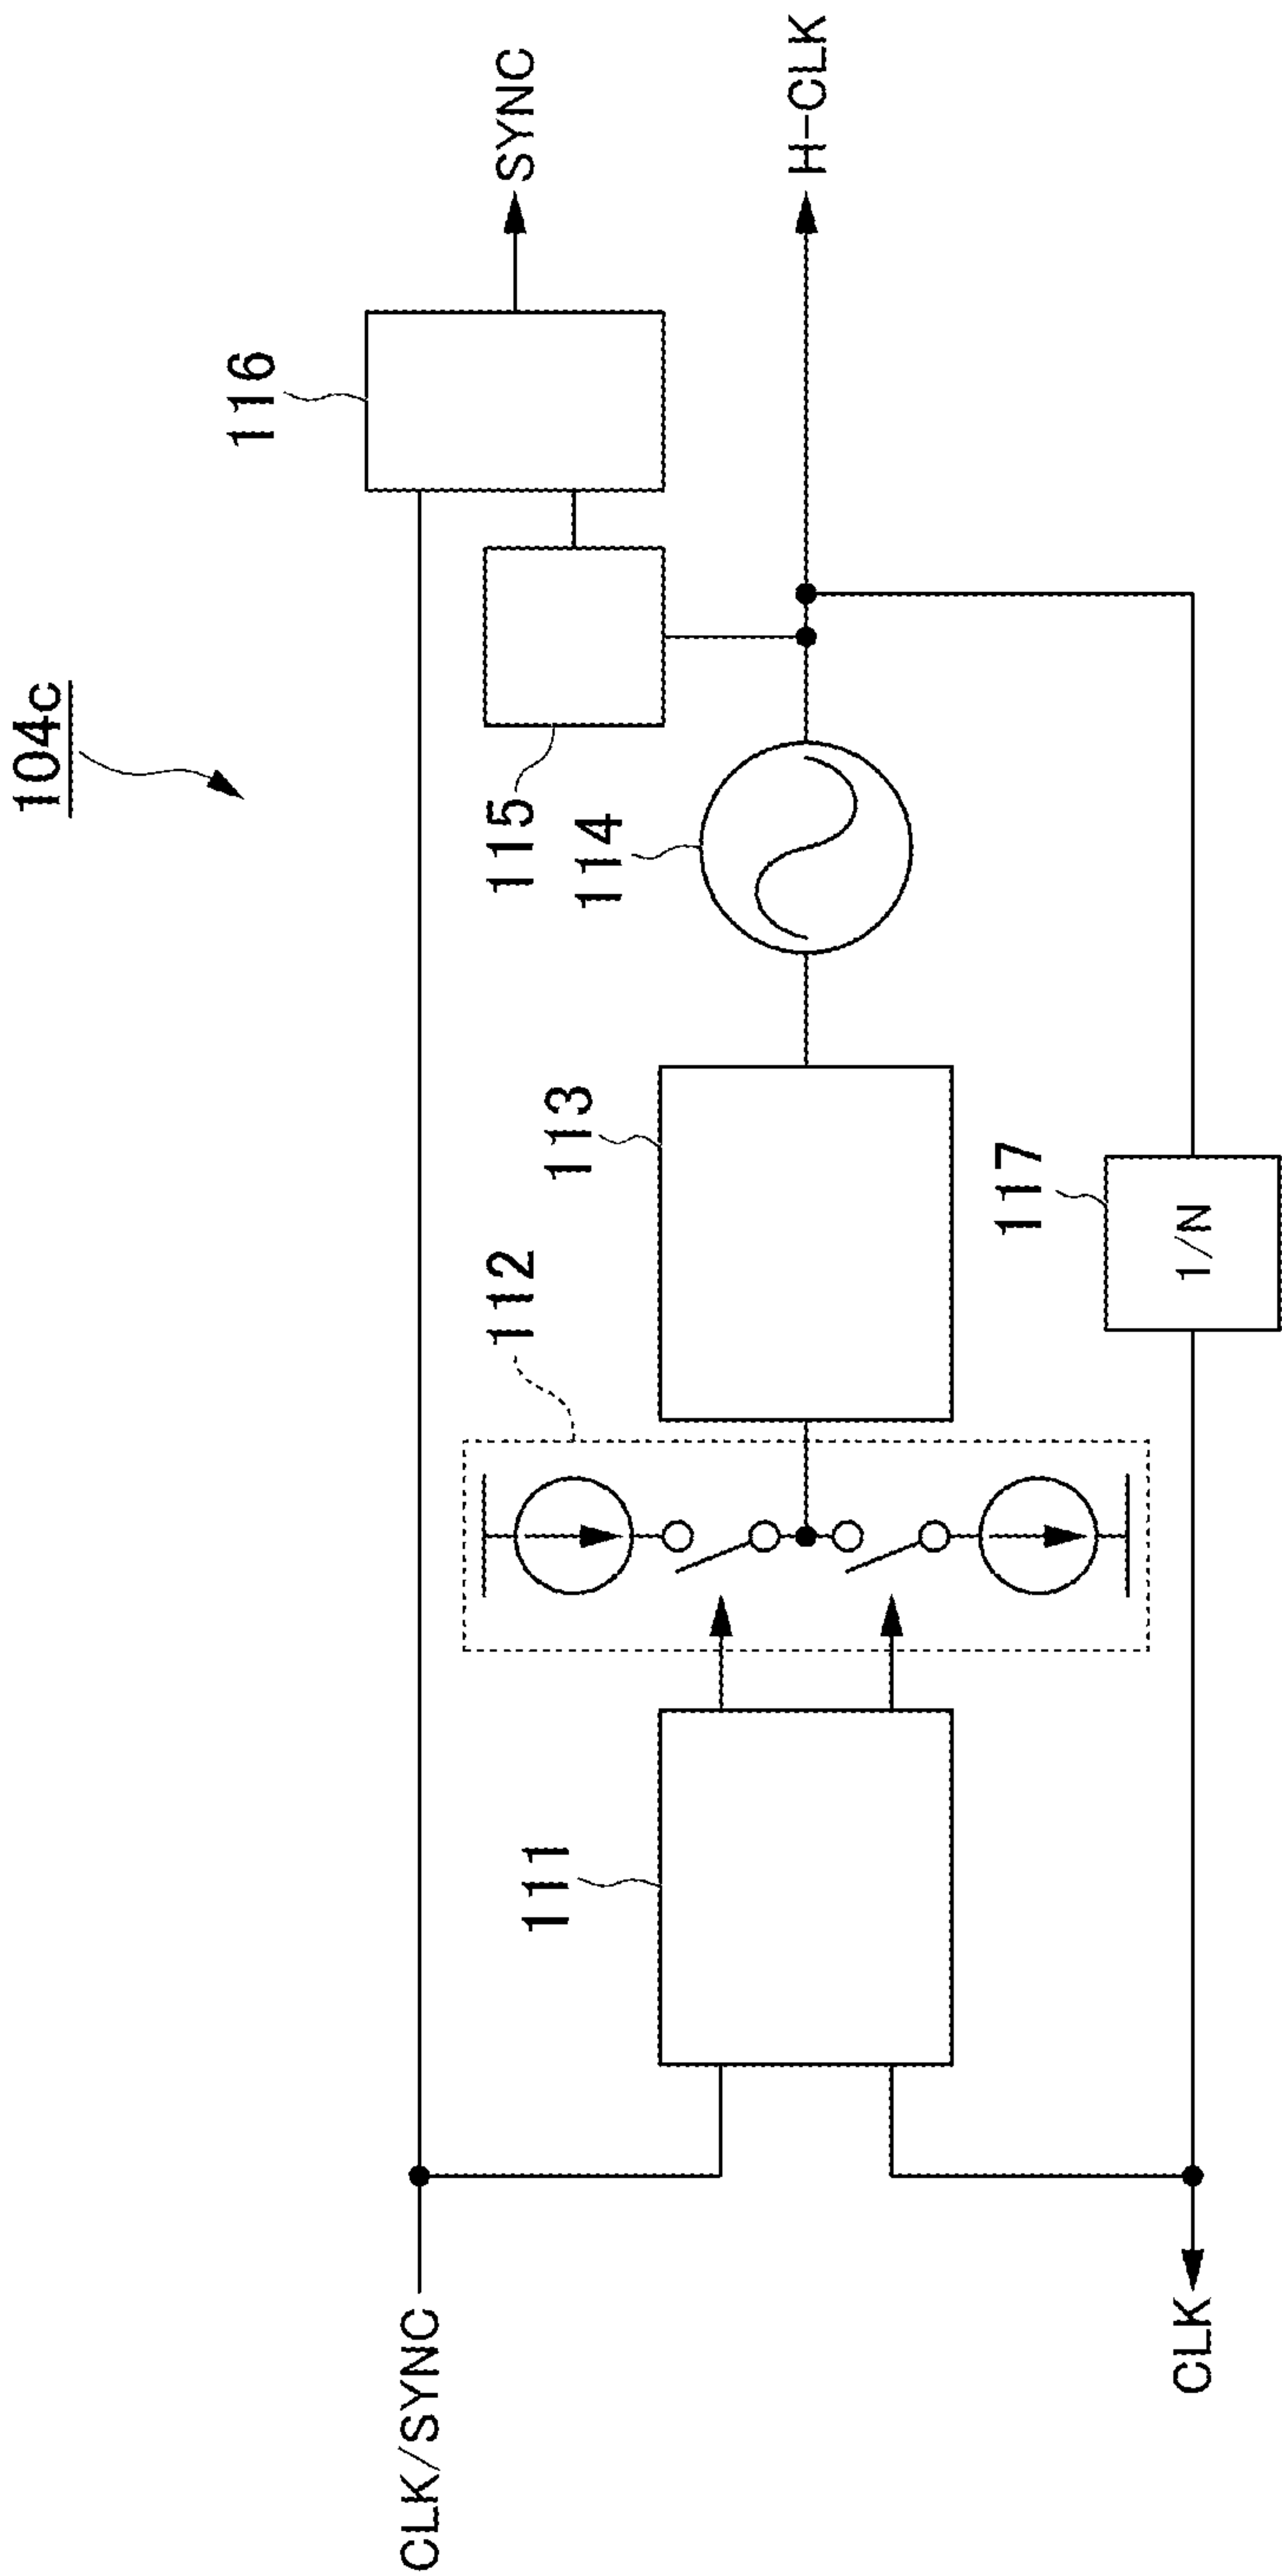 104c
116
SYNC
115
114
H-CLK
113
112
117
1/N
111
CLK/SYNC
CLK